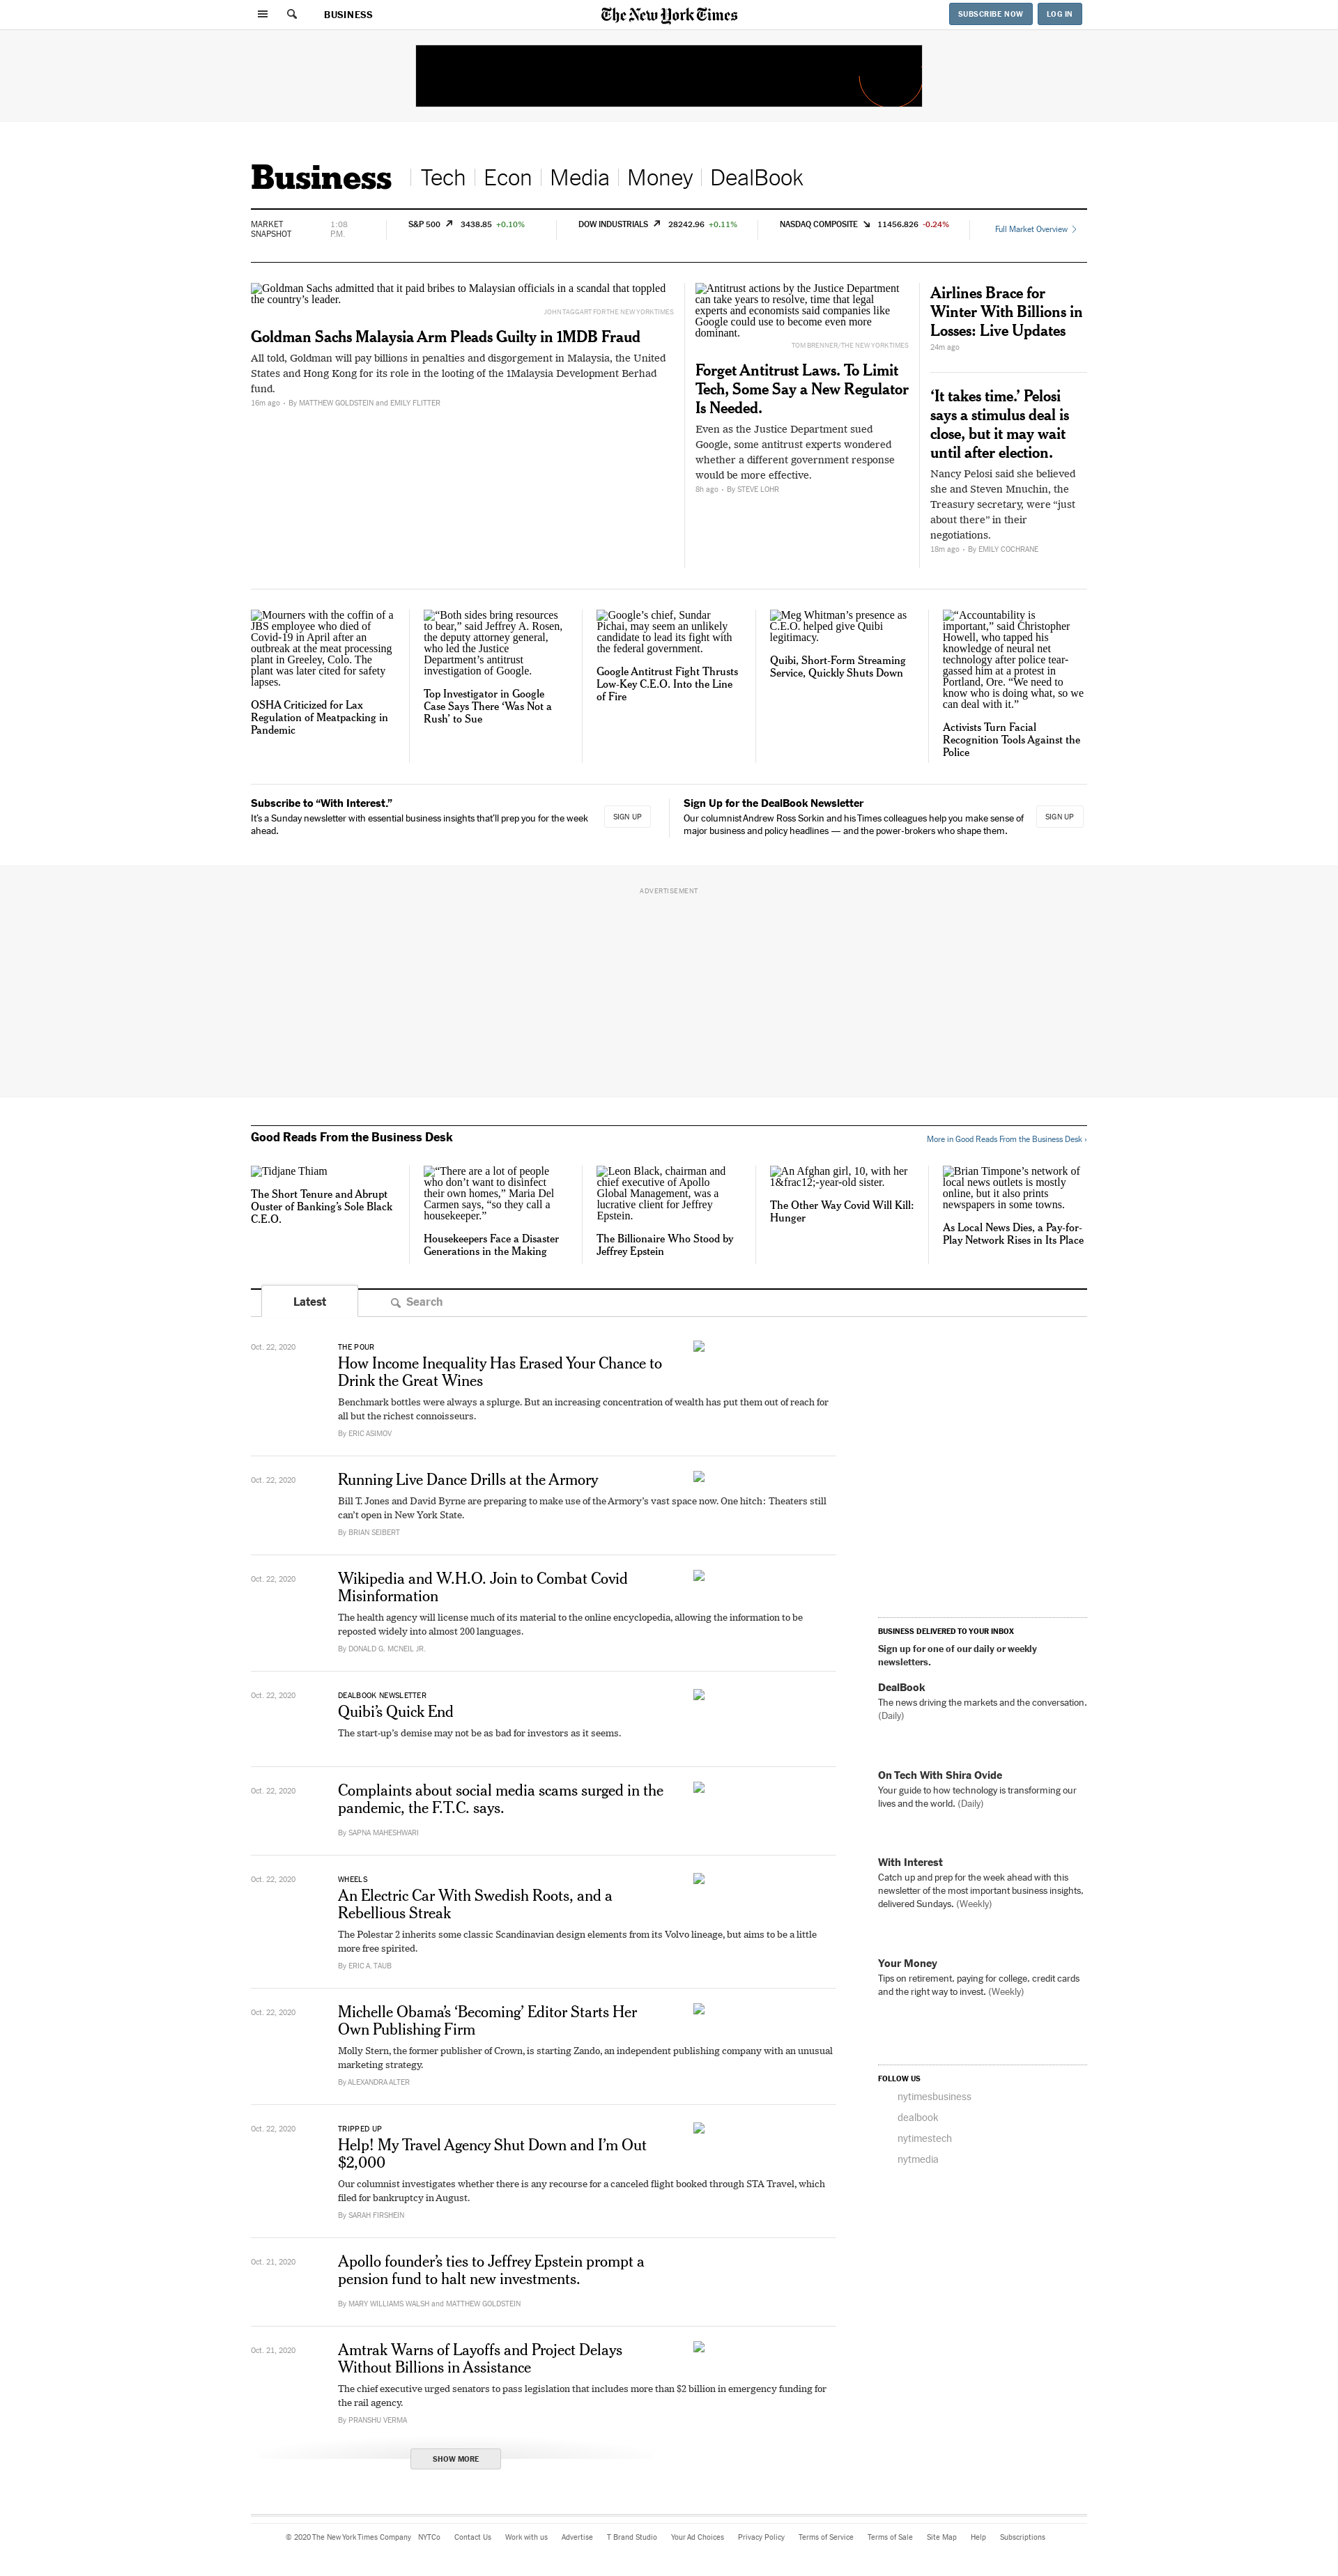 BUSINESS
The New York Times
SUBSCRIBE NOW
LOG IN
Business
Tech
Econ
Media
Money
DealBook
MARKET
SNAPSHOT
1:08
P.M.
S&P 500 3438.85 +0.10%
DOW INDUSTRIALS 28242.96 +0.11%
NASDAQ COMPOSITE 11456.826 -0.24%
Full Market Overview
Goldman Sachs admitted that it paid bribes to Malaysian officials in a scandal that toppled
the country’s leader.
JOHN TAGGART FOR THE NEW YORK TIMES
Goldman Sachs Malaysia Arm Pleads Guilty in 1MDB Fraud
All told, Goldman will pay billions in penalties and disgorgement in Malaysia, the United
States and Hong Kong for its role in the looting of the 1Malaysia Development Berhad
fund.
16m ago • By MATTHEW GOLDSTEIN and EMILY FLITTER
Antitrust actions by the Justice Department
can take years to resolve, time that legal
experts and economists said companies like
Google could use to become even more
dominant.
TOM BRENNER/THE NEW YORK TIMES
Forget Antitrust Laws. To Limit
Tech, Some Say a New Regulator
Is Needed.
Even as the Justice Department sued
Google, some antitrust experts wondered
whether a different government response
would be more effective.
8h ago • By STEVE LOHR
Airlines Brace for
Winter With Billions in
Losses: Live Updates
24m ago
‘It takes time.’ Pelosi
says a stimulus deal is
close, but it may wait
until after election.
Nancy Pelosi said she believed
she and Steven Mnuchin, the
Treasury secretary, were “just
about there” in their
negotiations.
18m ago • By EMILY COCHRANE
Mourners with the coffin of a
JBS employee who died of
Covid-19 in April after an
outbreak at the meat processing
plant in Greeley, Colo. The
plant was later cited for safety
lapses.
OSHA Criticized for Lax
Regulation of Meatpacking in
Pandemic
“Both sides bring resources
to bear,” said Jeffrey A. Rosen,
the deputy attorney general,
who led the Justice
Department’s antitrust
investigation of Google.
Top Investigator in Google
Case Says There ‘Was Not a
Rush’ to Sue
Google’s chief, Sundar
Pichai, may seem an unlikely
candidate to lead its fight with
the federal government.
Google Antitrust Fight Thrusts
Low-Key C.E.O. Into the Line
of Fire
Meg Whitman’s presence as
C.E.O. helped give Quibi
legitimacy.
Quibi, Short-Form Streaming
Service, Quickly Shuts Down
“Accountability is
important,” said Christopher
Howell, who tapped his
knowledge of neural net
technology after police tear-
gassed him at a protest in
Portland, Ore. “We need to
know who is doing what, so we
can deal with it.”
Activists Turn Facial
Recognition Tools Against the
Police
Subscribe to “With Interest.”
It’s a Sunday newsletter with essential business insights that’ll prep you for the week
ahead.
SIGN UP
Sign Up for the DealBook Newsletter
Our columnist Andrew Ross Sorkin and his Times colleagues help you make sense of
major business and policy headlines — and the power-brokers who shape them.
SIGN UP
ADVERTISEMENT
Good Reads From the Business Desk
More in Good Reads From the Business Desk ›
Tidjane Thiam
The Short Tenure and Abrupt
Ouster of Banking’s Sole Black
C.E.O.
“There are a lot of people
who don’t want to disinfect
their own homes,” Maria Del
Carmen says, “so they call a
housekeeper.”
Housekeepers Face a Disaster
Generations in the Making
Leon Black, chairman and
chief executive of Apollo
Global Management, was a
lucrative client for Jeffrey
Epstein.
The Billionaire Who Stood by
Jeffrey Epstein
An Afghan girl, 10, with her
1&frac12;-year-old sister.
The Other Way Covid Will Kill:
Hunger
Brian Timpone’s network of
local news outlets is mostly
online, but it also prints
newspapers in some towns.
As Local News Dies, a Pay-for-
Play Network Rises in Its Place
Latest
Search
Oct. 22, 2020
THE POUR
How Income Inequality Has Erased Your Chance to
Drink the Great Wines
Benchmark bottles were always a splurge. But an increasing concentration of wealth has put them out of reach for
all but the richest connoisseurs.
By ERIC ASIMOV
Oct. 22, 2020
Running Live Dance Drills at the Armory
Bill T. Jones and David Byrne are preparing to make use of the Armory’s vast space now. One hitch: Theaters still
can’t open in New York State.
By BRIAN SEIBERT
Oct. 22, 2020
Wikipedia and W.H.O. Join to Combat Covid
Misinformation
The health agency will license much of its material to the online encyclopedia, allowing the information to be
reposted widely into almost 200 languages.
By DONALD G. MCNEIL JR.
Oct. 22, 2020
DEALBOOK NEWSLETTER
Quibi’s Quick End
The start-up’s demise may not be as bad for investors as it seems.
Oct. 22, 2020
Complaints about social media scams surged in the
pandemic, the F.T.C. says.
By SAPNA MAHESHWARI
Oct. 22, 2020
WHEELS
An Electric Car With Swedish Roots, and a
Rebellious Streak
The Polestar 2 inherits some classic Scandinavian design elements from its Volvo lineage, but aims to be a little
more free spirited.
By ERIC A. TAUB
Oct. 22, 2020
Michelle Obama’s ‘Becoming’ Editor Starts Her
Own Publishing Firm
Molly Stern, the former publisher of Crown, is starting Zando, an independent publishing company with an unusual
marketing strategy.
By ALEXANDRA ALTER
Oct. 22, 2020
TRIPPED UP
Help! My Travel Agency Shut Down and I’m Out
$2,000
Our columnist investigates whether there is any recourse for a canceled flight booked through STA Travel, which
filed for bankruptcy in August.
By SARAH FIRSHEIN
Oct. 21, 2020
Apollo founder’s ties to Jeffrey Epstein prompt a
pension fund to halt new investments.
By MARY WILLIAMS WALSH and MATTHEW GOLDSTEIN
Oct. 21, 2020
Amtrak Warns of Layoffs and Project Delays
Without Billions in Assistance
The chief executive urged senators to pass legislation that includes more than $2 billion in emergency funding for
the rail agency.
By PRANSHU VERMA
SHOW MORE
BUSINESS DELIVERED TO YOUR INBOX
Sign up for one of our daily or weekly
newsletters.
DealBook
The news driving the markets and the conversation.
(Daily)
On Tech With Shira Ovide
Your guide to how technology is transforming our
lives and the world. (Daily)
With Interest
Catch up and prep for the week ahead with this
newsletter of the most important business insights,
delivered Sundays. (Weekly)
Your Money
Tips on retirement, paying for college, credit cards
and the right way to invest. (Weekly)
FOLLOW US
nytimesbusiness
dealbook
nytimestech
nytmedia
© 2020 The New York Times Company NYTCo Contact Us Work with us Advertise T Brand Studio Your Ad Choices Privacy Policy Terms of Service Terms of Sale Site Map Help Subscriptions